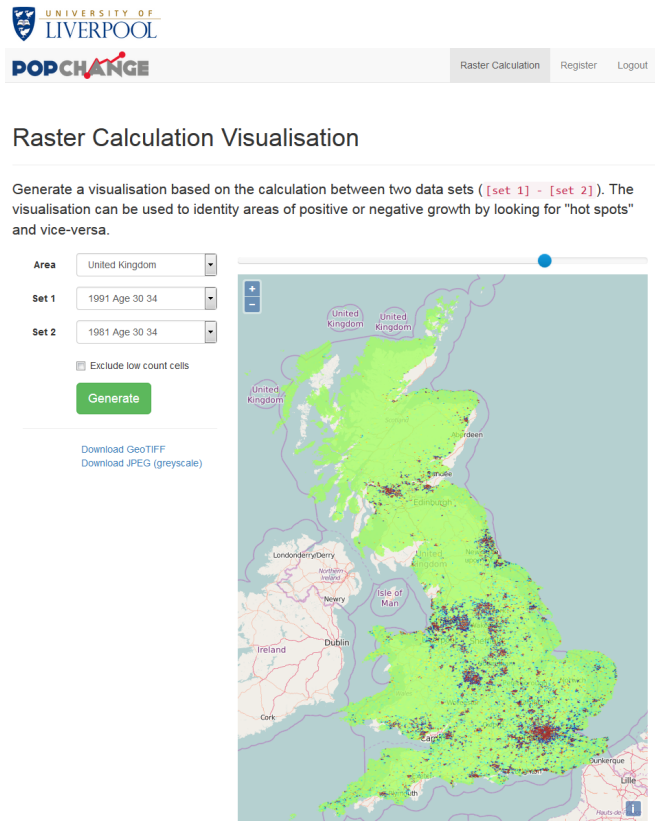 UNIVERSITY OF
LIVERPOOL
POPCHANGE
Raster Calculation Register Logout
Raster Calculation Visualisation
Generate a visualisation based on the calculation between two data sets ([set 1] - [set 2]). The
visualisation can be used to identity areas of positive or negative growth by looking for "hot spots"
and vice-versa.
Area United Kingdom
Set 1 1991 Age 30 34
Set 2 1981 Age 30 34
Exclude low count cells
Generate
Download GeoTIFF
Download JPEG (greyscale)
+
−
United
Kingdom
United
Kingdom
United
Kingdom
Edinburgh
Londonderry/Derry
Northern
Ireland
Newry
United
Kingdom
Isle of
Man
Dublin
Ireland
Cork
Dunkerque
Lille
i